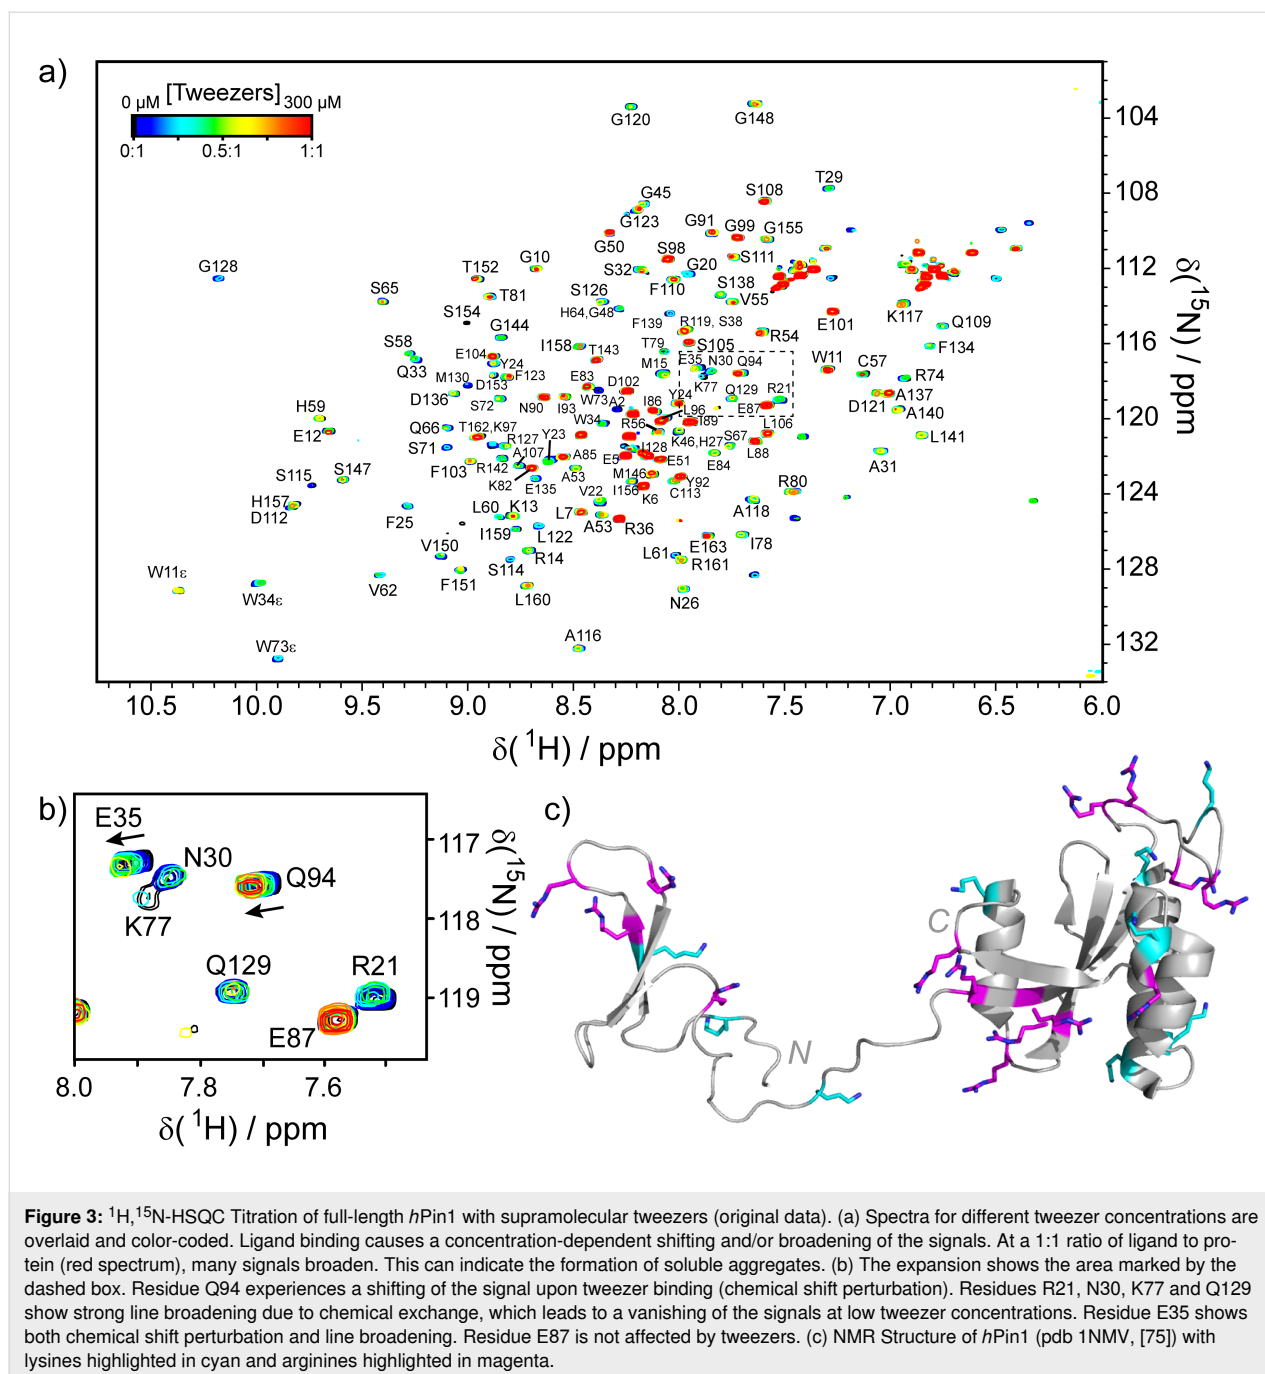 a)
[Tweezers]
0 µM 300 µM
0:1 0.5:1 1:1
G120 G148
T29
G45 S108
G123 G91 G99 G155
G50 S98 S111
G128 T152 G10 S32 G20
F110
S65 T81 S126 S138 V55
S154 H64,G48 F139 R119, S38 E101 K117
Q109
G144 R54
S58 I158 T143 T79 S105 F134
Q33 E104 Y24 M15 E35 N30 Q94 W11 C57
M130 D153 F123 E83 D102 K77 R74
D136 S72 N90 I93 W73 A2 Q129 R21 D121 A137
H59 I86 Y24 E87 A140
E12 Q66 T162,K97 W34 R56 L96 I89 L106 L141
S71 R127 Y23 I128 K46,H27 S67 L88
A107 A85 E5 E51 E84 A31
F103 R142 K82 A53 M146 Y92
S115 S147 E135 I156 K6 C113 R80
H157 V22 A118
D112 F25 L60 K13 L7 A53 R36
I159 L122 E163 I78
V150 R14 L61 R161
S114
W11ε F151
W34ε V62 L160 N26
A116
W73ε
104
108
112
116
120
124
128
132
δ(15N) / ppm
10.5 10.0 9.5 9.0 8.5 8.0 7.5 7.0 6.5 6.0
δ( 1H) / ppm
b)
E35
N30
Q94
K77
Q129 R21
E87
117
118
119
δ(15N) / ppm
8.0 7.8 7.6
δ( 1H) / ppm
c)
C
N
Figure 3: 1H,15N-HSQC Titration of full-length hPin1 with supramolecular tweezers (original data). (a) Spectra for different tweezer concentrations are
overlaid and color-coded. Ligand binding causes a concentration-dependent shifting and/or broadening of the signals. At a 1:1 ratio of ligand to pro-
tein (red spectrum), many signals broaden. This can indicate the formation of soluble aggregates. (b) The expansion shows the area marked by the
dashed box. Residue Q94 experiences a shifting of the signal upon tweezer binding (chemical shift perturbation). Residues R21, N30, K77 and Q129
show strong line broadening due to chemical exchange, which leads to a vanishing of the signals at low tweezer concentrations. Residue E35 shows
both chemical shift perturbation and line broadening. Residue E87 is not affected by tweezers. (c) NMR Structure of hPin1 (pdb 1NMV, [75]) with
lysines highlighted in cyan and arginines highlighted in magenta.